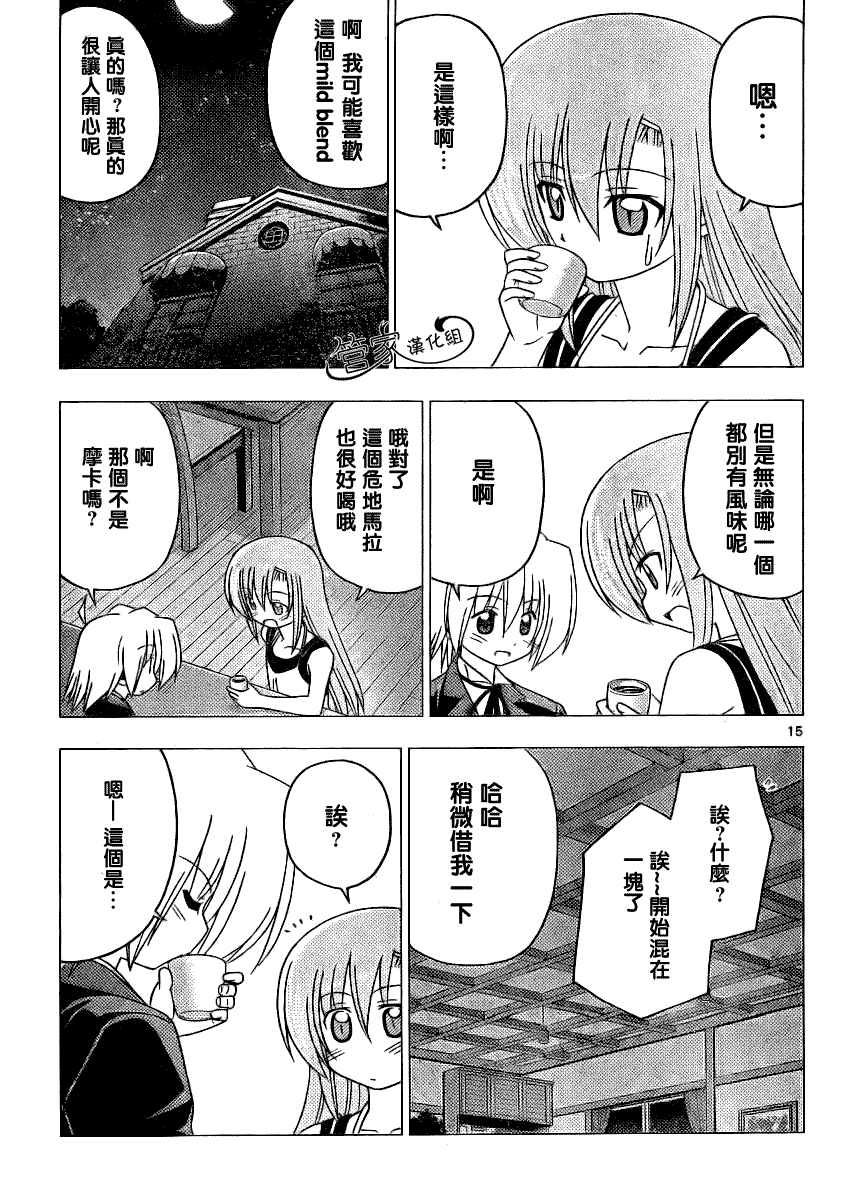 嗯…
是這樣啊…
啊 我可能喜歡
這個mild blend
真的嗎？那真的
很讓人開心呢
管家漢化組
但是無論哪一個
都別有風味呢
是啊
哦對了
這個危地馬拉
也很好喝哦
啊
那個不是
摩卡嗎？
15
誒？什麼？
誒~~開始混在
一塊了
哈哈
稍微借我一下
誒？
嗯— 這個是…